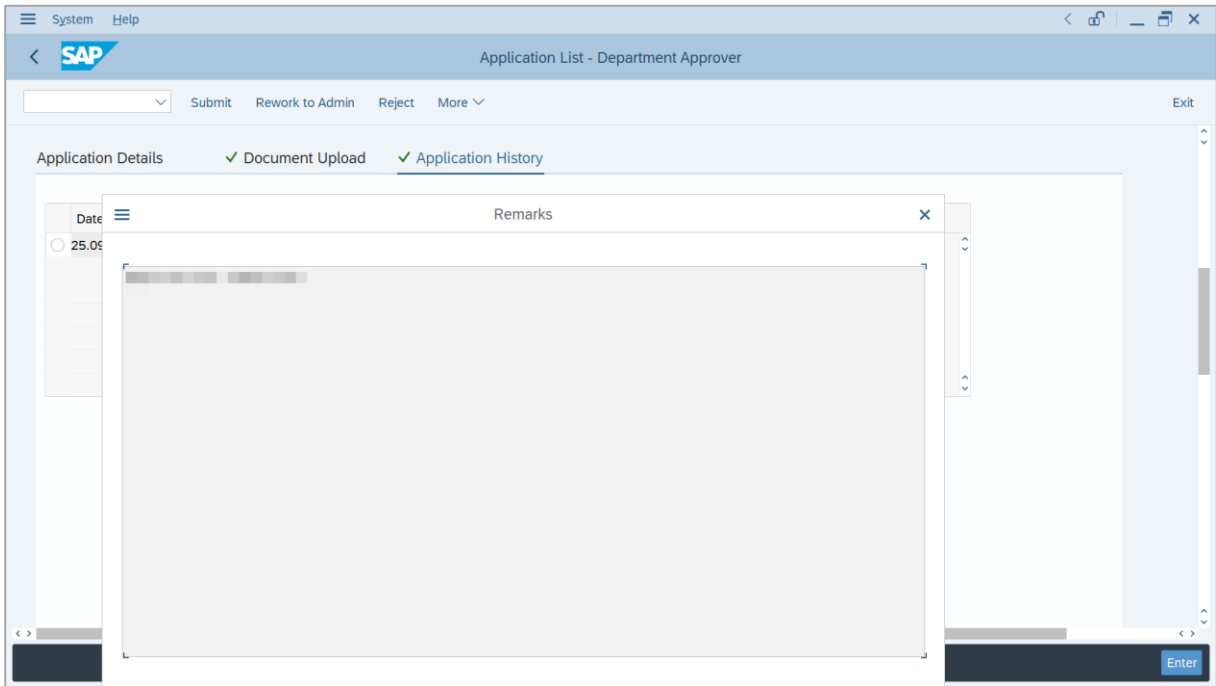 System Help
SAP
Application List - Department Approver
Submit Rework to Admin Reject More Exit
Application Details Document Upload Application History
Date
Remarks
25.09
Enter